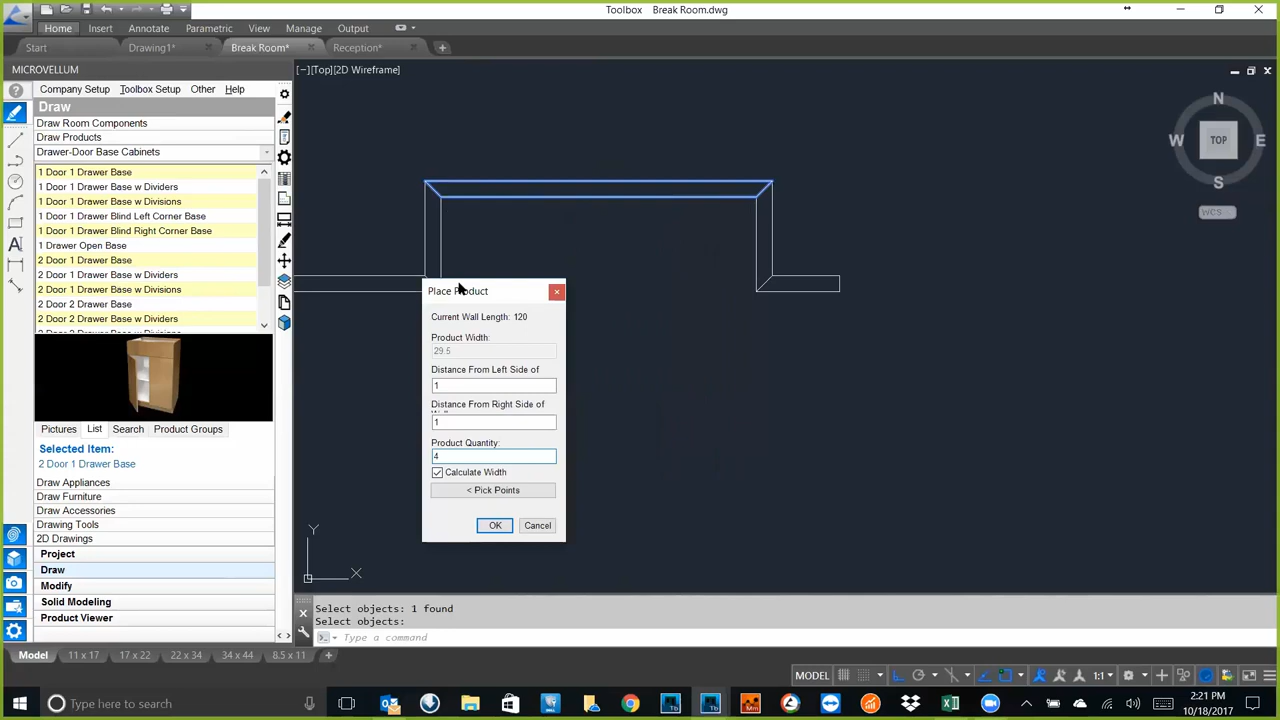 Toolbox Break Room.dwg
Home Insert Annotate Parametric View Manage Output
Start Drawing1* Break Room* Reception*
MICROVELLUM
[−][Top][2D Wireframe]
Company Setup Toolbox Setup Other Help
Draw
Draw Room Components
Draw Products
Drawer-Door Base Cabinets
1 Door 1 Drawer Base
1 Door 1 Drawer Base w Dividers
1 Door 1 Drawer Base w Divisions
1 Door 1 Drawer Blind Left Corner Base
1 Door 1 Drawer Blind Right Corner Base
1 Drawer Open Base
2 Door 1 Drawer Base
2 Door 1 Drawer Base w Dividers
2 Door 1 Drawer Base w Divisions
2 Door 2 Drawer Base
2 Door 2 Drawer Base w Dividers
2 Door 2 Drawer Base w Divisions
Pictures List Search Product Groups
Selected Item:
2 Door 1 Drawer Base
Draw Appliances
Draw Furniture
Draw Accessories
Drawing Tools
2D Drawings
Project
Draw
Modify
Solid Modeling
Product Viewer
N
W TOP E
S
WCS
Place Product
Current Wall Length: 120
Product Width:
29.5
Distance From Left Side of
1
Distance From Right Side of
1
Product Quantity:
4
Calculate Width
< Pick Points
OK Cancel
Y
X
Select objects: 1 found
Select objects:
Type a command
Model 11 x 17 17 x 22 22 x 34 34 x 44 8.5 x 11
MODEL 1:1
Type here to search
2:21 PM
10/18/2017